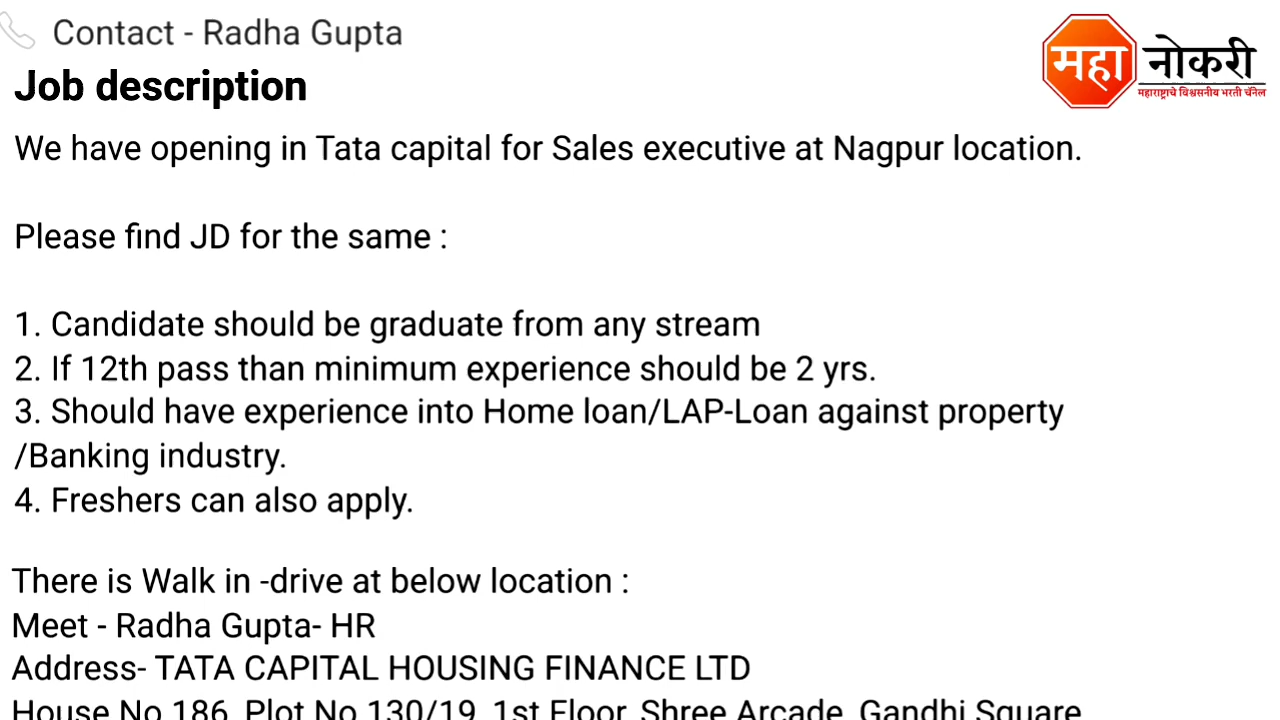 Contact - Radha Gupta
महा नोकरी
महाराष्ट्राचे विश्वसनीय भरती चॅनेल
Job description
We have opening in Tata capital for Sales executive at Nagpur location.
Please find JD for the same :
1. Candidate should be graduate from any stream
2. If 12th pass than minimum experience should be 2 yrs.
3. Should have experience into Home loan/LAP-Loan against property
/Banking industry.
4. Freshers can also apply.
There is Walk in -drive at below location :
Meet - Radha Gupta- HR
Address- TATA CAPITAL HOUSING FINANCE LTD
House No 186, Plot No 130/19, 1st Floor, Shree Arcade, Gandhi Square